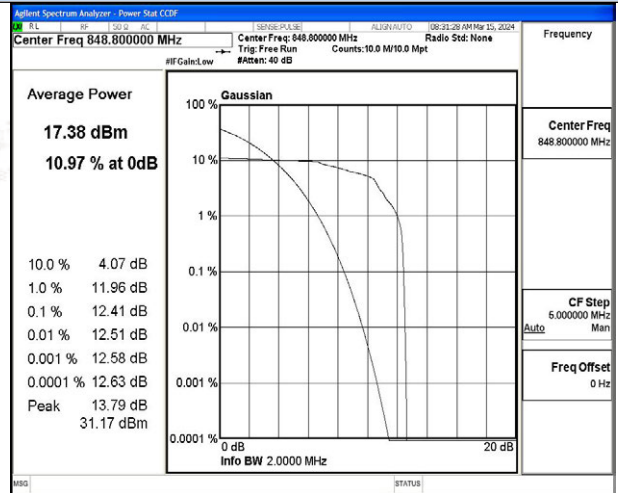 Agilent Spectrum Analyzer - Power Stat CCDF
RL RF 50 Ω AC SENSE:PULSE ALIGN AUTO 08:31:28 AM Mar 15, 2024
Center Freq 848.800000 MHz
Center Freq: 848.800000 MHz Radio Std: None
Trig: Free Run Counts:10.0 M/10.0 Mpt
#IFGain:Low #Atten: 40 dB
Frequency
Center Freq
848.800000 MHz
CF Step
5.000000 MHz
Auto Man
Freq Offset
0 Hz
Average Power
17.38 dBm
10.97 % at 0dB
10.0 % 4.07 dB
1.0 % 11.96 dB
0.1 % 12.41 dB
0.01 % 12.51 dB
0.001 % 12.58 dB
0.0001 % 12.63 dB
Peak 13.79 dB
31.17 dBm
Gaussian
100 %
10 %
1 %
0.1 %
0.01 %
0.001 %
0.0001 %
0 dB 20 dB
Info BW 2.0000 MHz
MSG STATUS